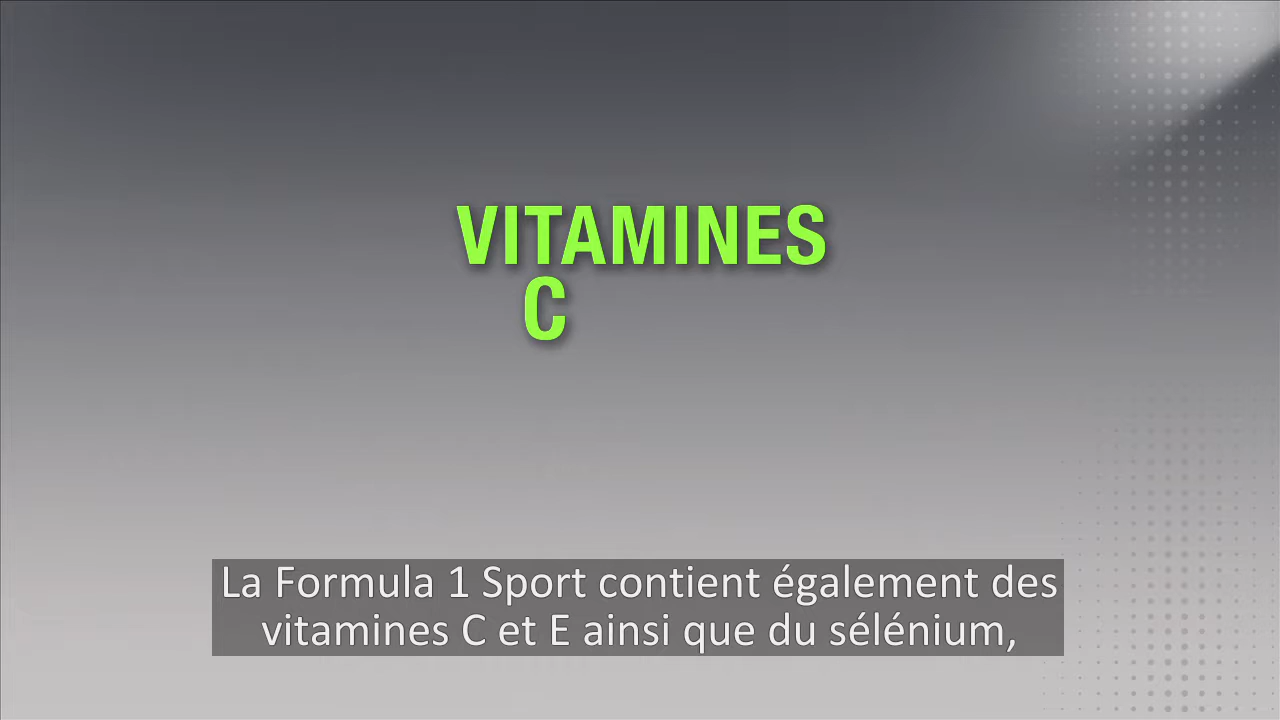 VITAMINES
C
La Formula 1 Sport contient également des
vitamines C et E ainsi que du sélénium,